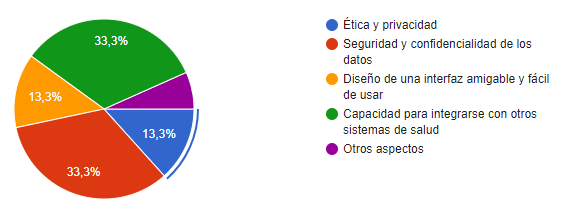 33,3%
13,3%
13,3%
33,3%
Ética y privacidad
Seguridad y confidencialidad de los
datos
Diseño de una interfaz amigable y fácil
de usar
Capacidad para integrarse con otros
sistemas de salud
Otros aspectos